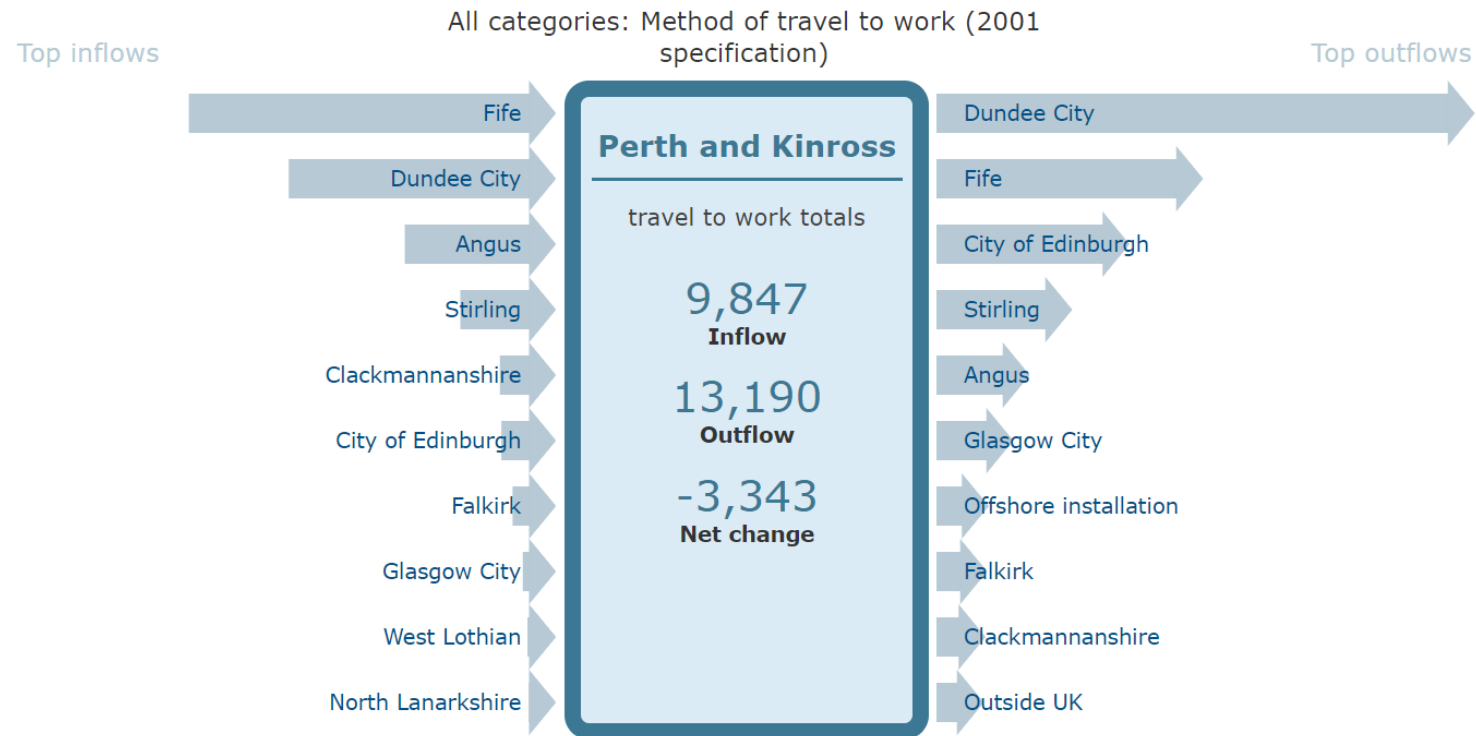 All categories: Method of travel to work (2001
specification)
Top inflows
Top outflows
Fife
Dundee City
Angus
Stirling
Clackmannanshire
City of Edinburgh
Falkirk
Glasgow City
West Lothian
North Lanarkshire
Perth and Kinross
travel to work totals
9,847
Inflow
13,190
Outflow
-3,343
Net change
Dundee City
Fife
City of Edinburgh
Stirling
Angus
Glasgow City
Offshore installation
Falkirk
Clackmannanshire
Outside UK